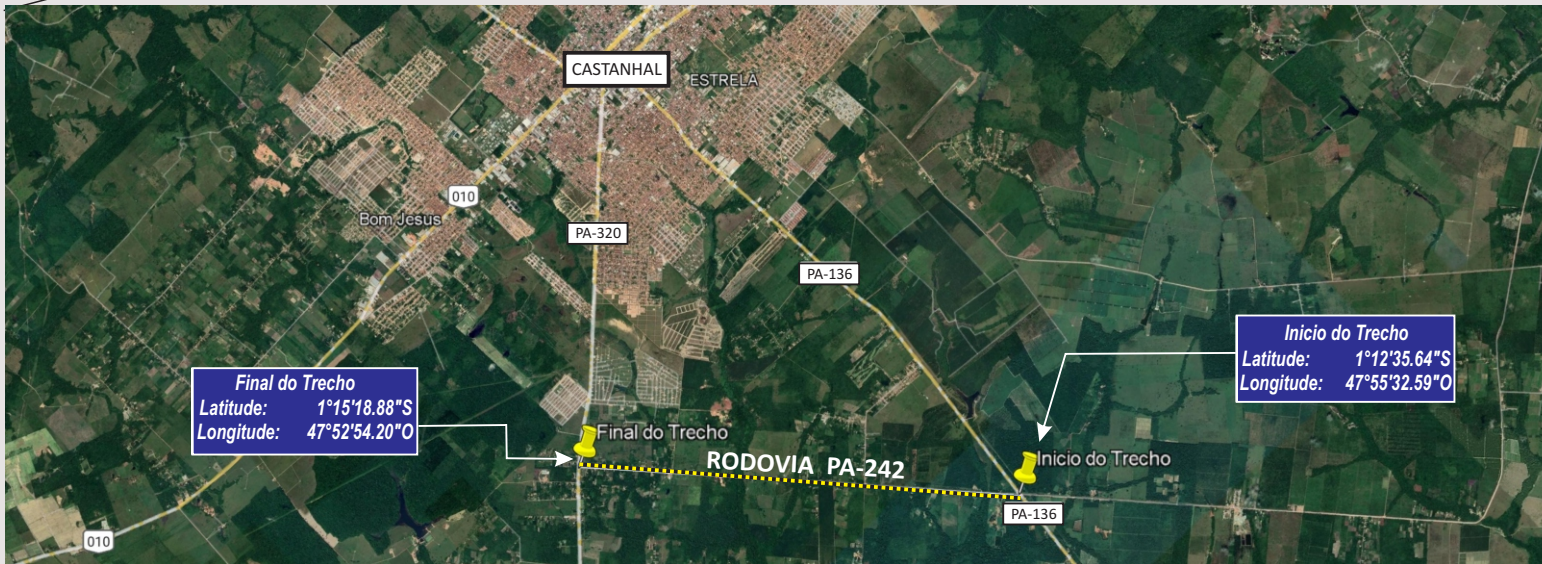 CASTANHAL
ESTRELA
010
Bom Jesus
PA-320
PA-136
Inicio do Trecho
Latitude: 1°12'35.64"S
Longitude: 47°55'32.59"O
Final do Trecho
Latitude: 1°15'18.88"S
Longitude: 47°52'54.20"O
Final do Trecho
RODOVIA PA-242
Inicio do Trecho
PA-136
010